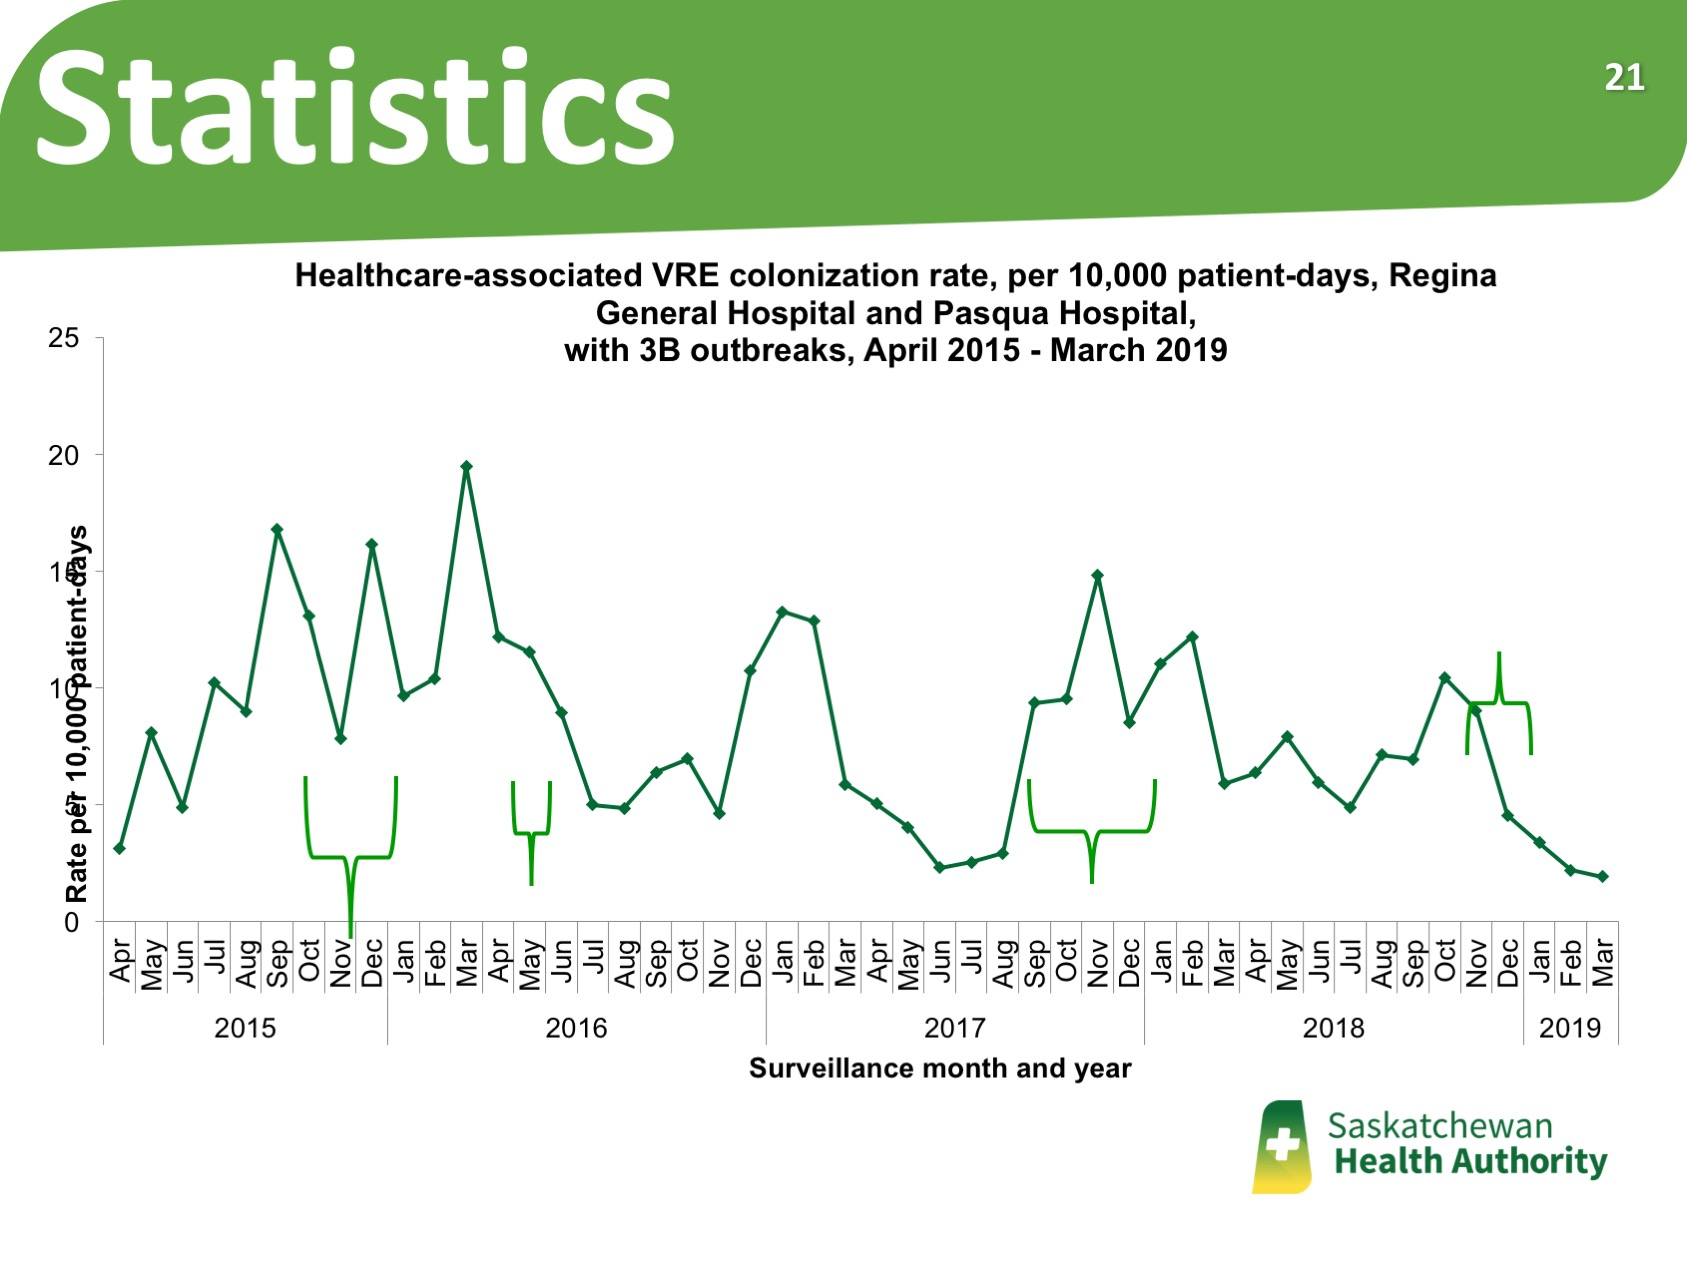 Statistics
21
Healthcare-associated VRE colonization rate, per 10,000 patient-days, Regina
General Hospital and Pasqua Hospital,
with 3B outbreaks, April 2015 - March 2019
Rate per 10,000 patient-days
25
20
15
10
5
0
Apr May Jun Jul Aug Sep Oct Nov Dec Jan Feb Mar Apr May Jun Jul Aug Sep Oct Nov Dec Jan Feb Mar Apr May Jun Jul Aug Sep Oct Nov Dec Jan Feb Mar Apr May Jun Jul Aug Sep Oct Nov Dec Jan Feb Mar
2015 2016 2017 2018 2019
Surveillance month and year
Saskatchewan
Health Authority